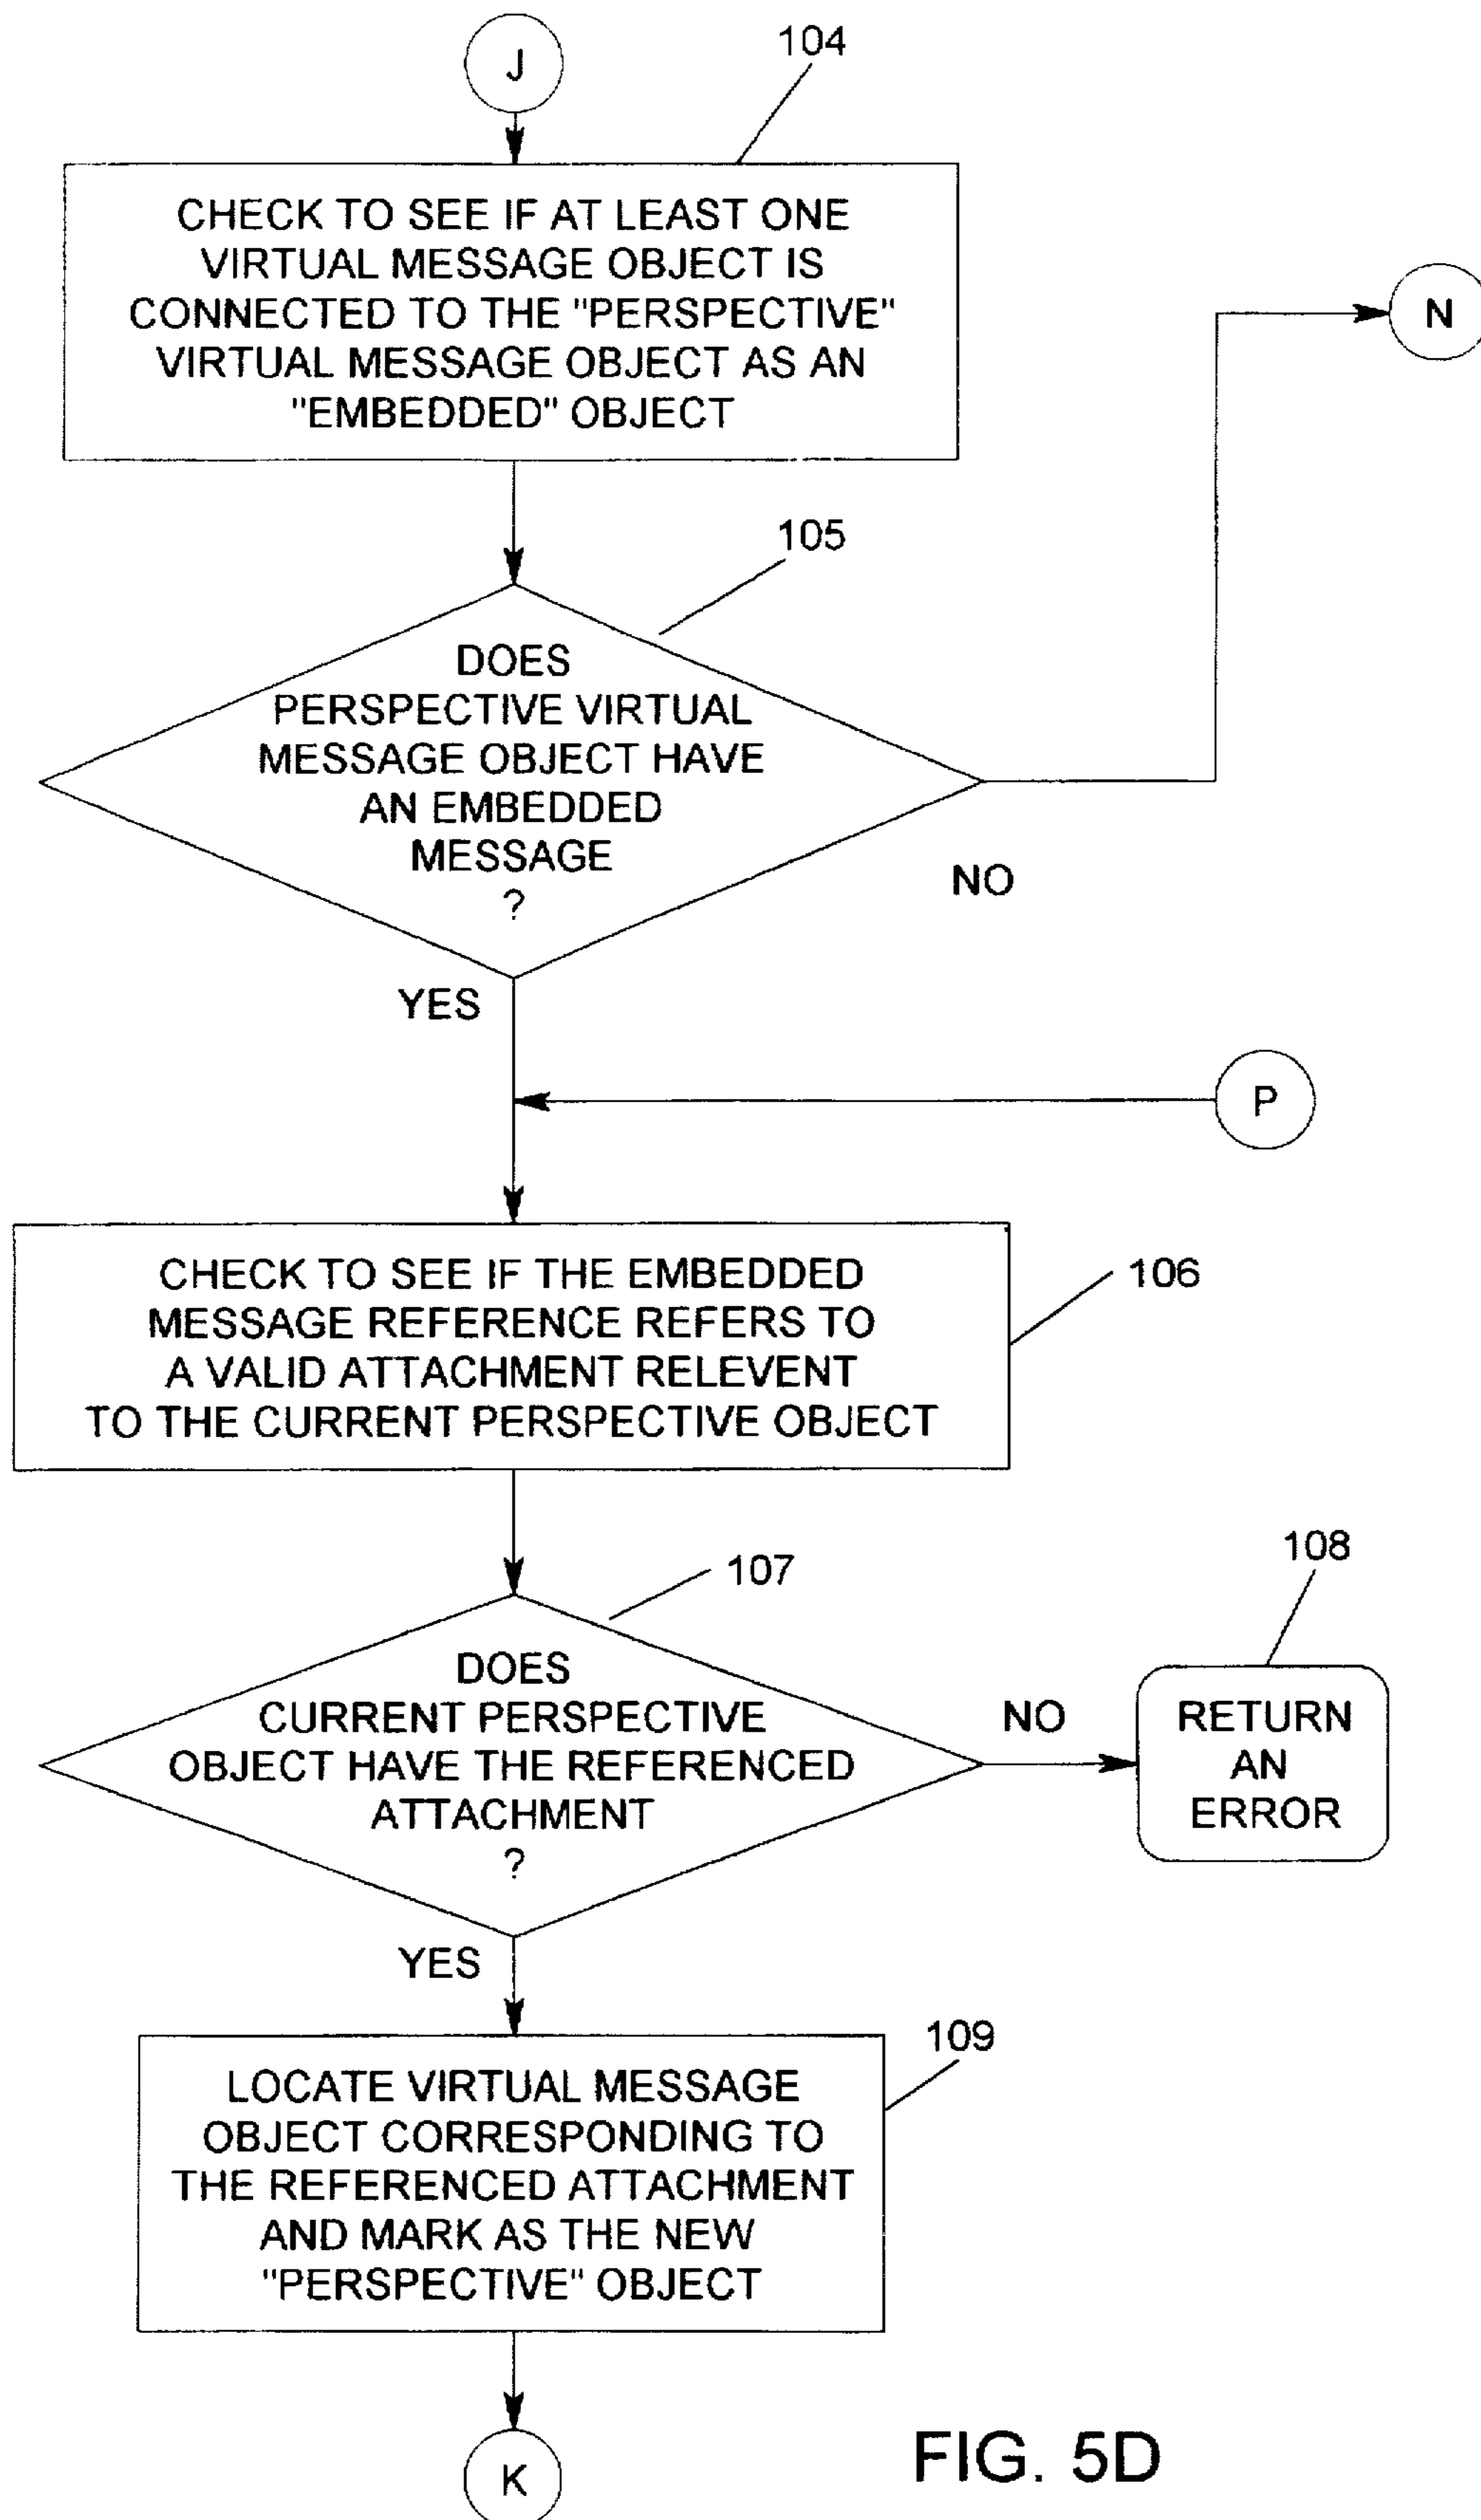 J
104
CHECK TO SEE IF AT LEAST ONE
VIRTUAL MESSAGE OBJECT IS
CONNECTED TO THE "PERSPECTIVE"
VIRTUAL MESSAGE OBJECT AS AN
"EMBEDDED" OBJECT
N
105
DOES
PERSPECTIVE VIRTUAL
MESSAGE OBJECT HAVE
AN EMBEDDED
MESSAGE
?
NO
YES
P
CHECK TO SEE IF THE EMBEDDED
MESSAGE REFERENCE REFERS TO
A VALID ATTACHMENT RELEVENT
TO THE CURRENT PERSPECTIVE OBJECT
106
107
DOES
CURRENT PERSPECTIVE
OBJECT HAVE THE REFERENCED
ATTACHMENT
?
NO
108
RETURN
AN
ERROR
YES
109
LOCATE VIRTUAL MESSAGE
OBJECT CORRESPONDING TO
THE REFERENCED ATTACHMENT
AND MARK AS THE NEW
"PERSPECTIVE" OBJECT
K
FIG. 5D